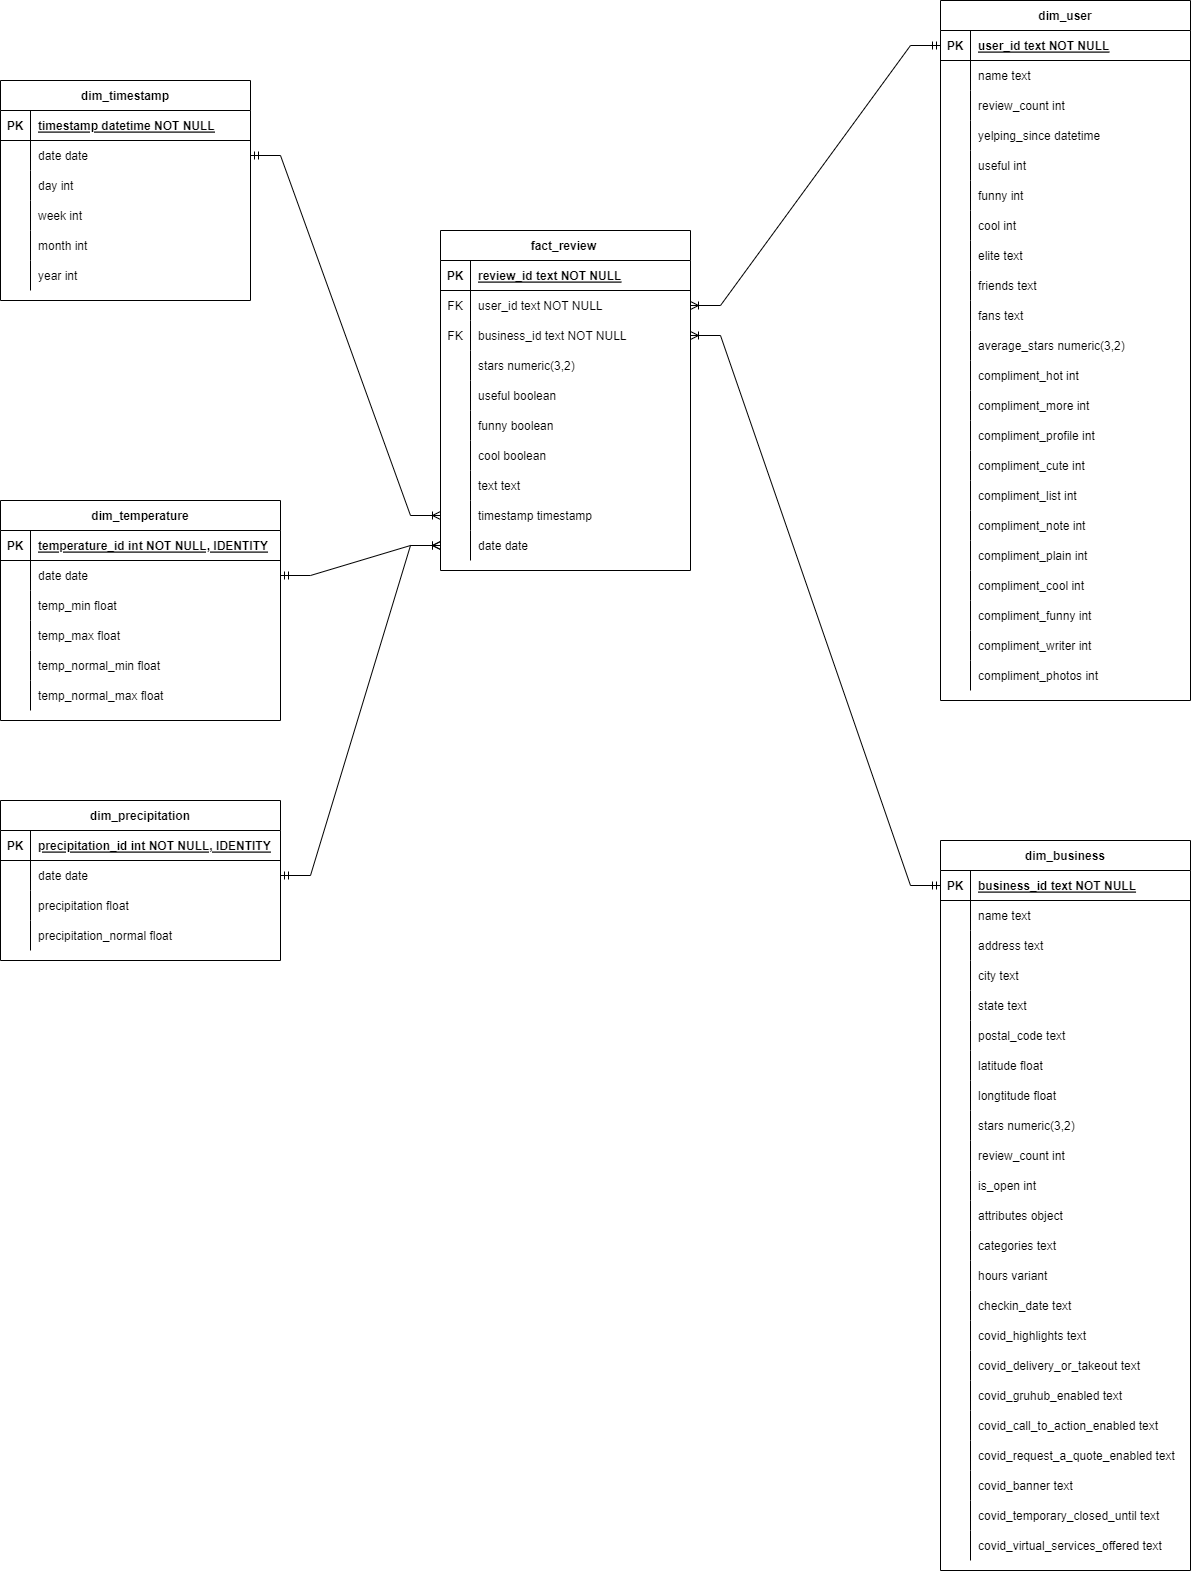 dim_user
PK user_id text NOT NULL
name text
review_count int
yelping_since datetime
useful int
funny int
cool int
elite text
friends text
fans text
average_stars numeric(3,2)
compliment_hot int
compliment_more int
compliment_profile int
compliment_cute int
compliment_list int
compliment_note int
compliment_plain int
compliment_cool int
compliment_funny int
compliment_writer int
compliment_photos int
dim_timestamp
PK timestamp datetime NOT NULL
date date
day int
week int
month int
year int
fact_review
PK review_id text NOT NULL
FK user_id text NOT NULL
FK business_id text NOT NULL
stars numeric(3,2)
useful boolean
funny boolean
cool boolean
text text
timestamp timestamp
date date
dim_temperature
PK temperature_id int NOT NULL, IDENTITY
date date
temp_min float
temp_max float
temp_normal_min float
temp_normal_max float
dim_precipitation
PK precipitation_id int NOT NULL, IDENTITY
date date
precipitation float
precipitation_normal float
dim_business
PK business_id text NOT NULL
name text
address text
city text
state text
postal_code text
latitude float
longtitude float
stars numeric(3,2)
review_count int
is_open int
attributes object
categories text
hours variant
checkin_date text
covid_highlights text
covid_delivery_or_takeout text
covid_gruhub_enabled text
covid_call_to_action_enabled text
covid_request_a_quote_enabled text
covid_banner text
covid_temporary_closed_until text
covid_virtual_services_offered text